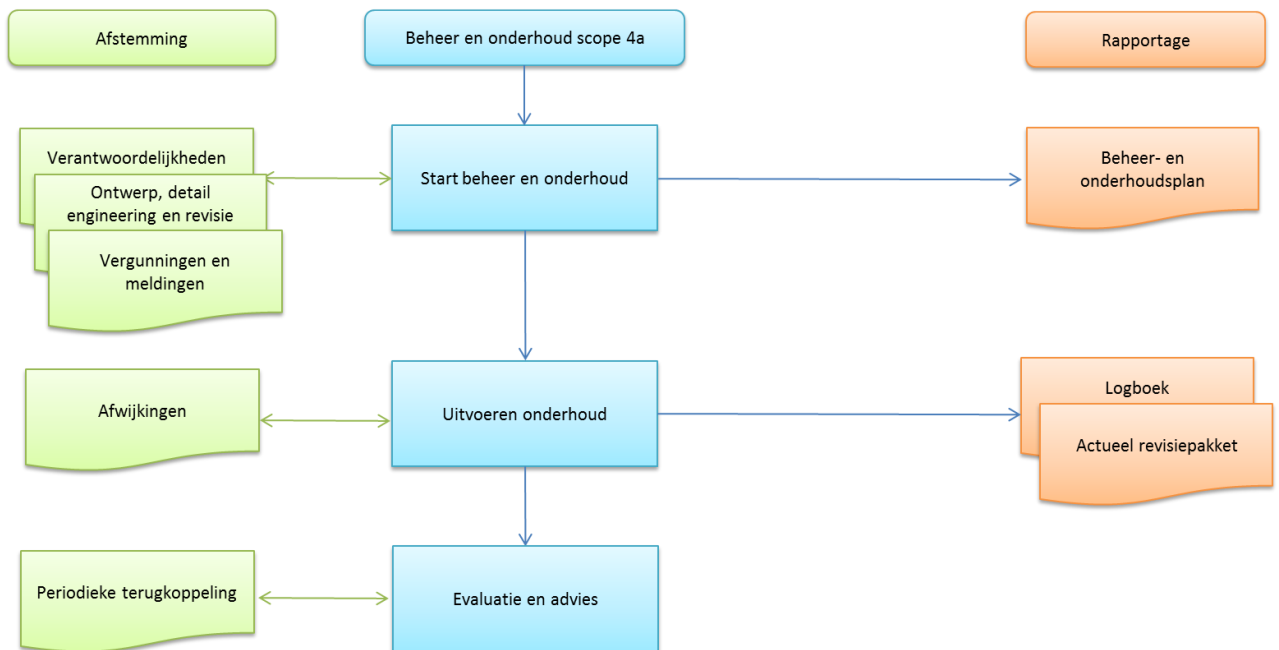 Afstemming
Beheer en onderhoud scope 4a
Rapportage
Verantwoordelijkheden
Ontwerp, detail
engineering en revisie
Vergunningen en
meldingen
Start beheer en onderhoud
Beheer- en
onderhoudsplan
Afwijkingen
Uitvoeren onderhoud
Logboek
Actueel revisiepakket
Periodieke terugkoppeling
Evaluatie en advies